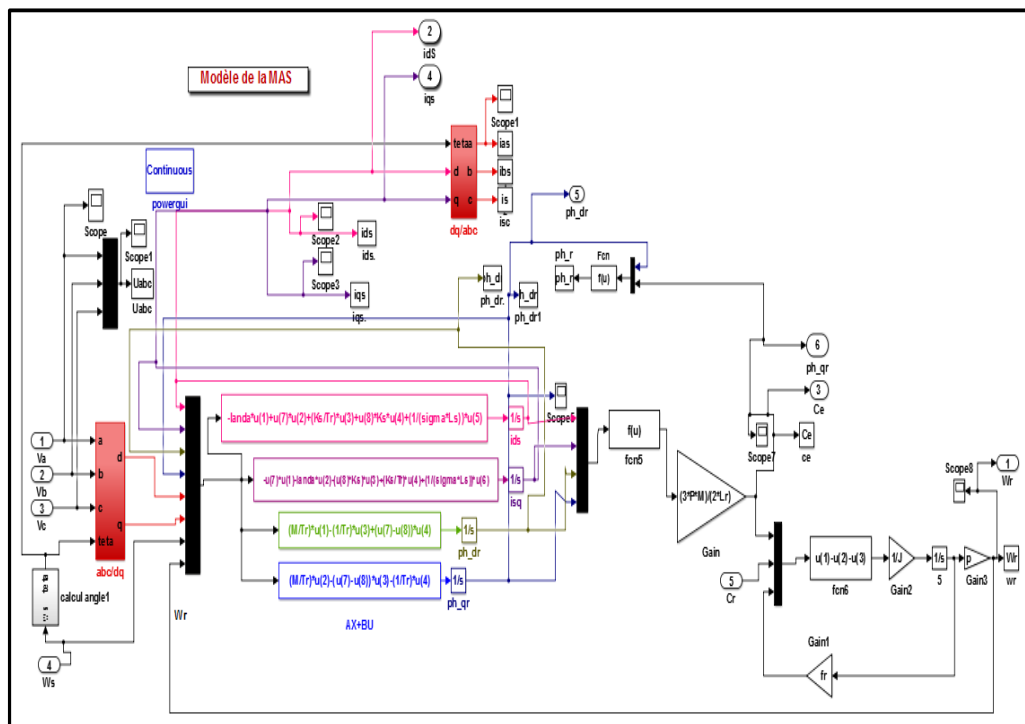 2
idS
4
iqs
Modèle de la MAS
Scope1
tetaa
ias
d
b
ibs
q
c
is
isc
dq/abc
Continuous
powergui
5
ph_dr
Scope
Scope1
Uabc
Uabc
Scope2
ids
ids.
Scope3
iqs
iqs.
ph_d
ph_dr.
h_dr
ph_dr1
ph_r
Fcn
ph_r
f(u)
6
ph_qr
3
Ce
Scope7
ce
ce
-landa*u(1)+u(7)*u(2)+(Ks/Tr)*u(3)+u(8)*Ks*u(4)+(1/(sigma*Ls))*u(5)
1/s
ids
-u(7)*u(1)-landa*u(2)-u(8)*Ks*u(3)+(Ks/Tr)*u(4)+(1/(sigma*Ls))*u(6)
1/s
isq
(M/Tr)*u(1)-(1/Tr)*u(3)+(u(7)-u(8))*u(4)
1/s
ph_dr
(M/Tr)*u(2)-(u(7)-u(8))*u(3)-(1/Tr)*u(4)
1/s
ph_qr
AX+BU
f(u)
fcn5
(3*P*M)/(2*Lr)
Gain
Scope8
1
Wr
1
Va
2
Vb
3
Vc
a
d
b
c
q
teta
abc/dq
calcul angle1
4
Ws
Wr
5
Cr
u(1)-u(2)-u(3)
fcn6
1/J
Gain2
1/s
5
p
Gain3
Wr
wr
Gain1
fr